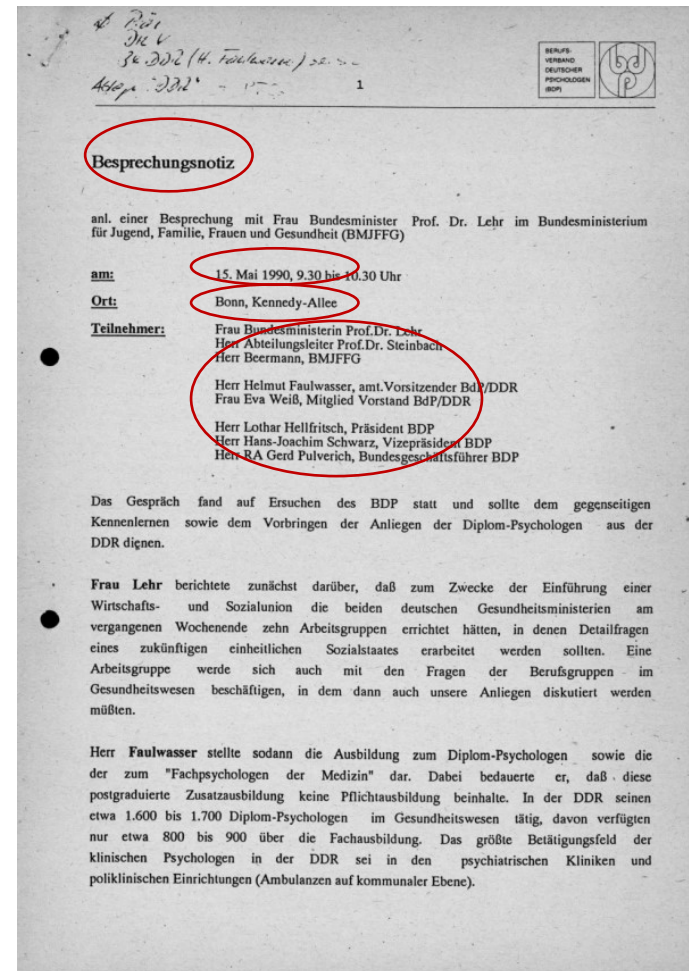 DDR
1
BERUFS-
VERBAND
DEUTSCHER
PSYCHOLOGEN
(BDP)
bdp
Besprechungsnotiz
anl. einer Besprechung mit Frau Bundesminister Prof. Dr. Lehr im Bundesministerium
für Jugend, Familie, Frauen und Gesundheit (BMJFFG)
am: 15. Mai 1990, 9.30 bis 10.30 Uhr
Ort: Bonn, Kennedy-Allee
Teilnehmer: Frau Bundesministerin Prof.Dr. Lehr
Herr Abteilungsleiter Prof.Dr. Steinbach
Herr Beermann, BMJFFG
Herr Helmut Faulwasser, amt.Vorsitzender BdP/DDR
Frau Eva Weiß, Mitglied Vorstand BdP/DDR
Herr Lothar Hellfritsch, Präsident BDP
Herr Hans-Joachim Schwarz, Vizepräsident BDP
Herr RA Gerd Pulverich, Bundesgeschäftsführer BDP
Das Gespräch fand auf Ersuchen des BDP statt und sollte dem gegenseitigen
Kennenlernen sowie dem Vorbringen der Anliegen der Diplom-Psychologen aus der
DDR dienen.
Frau Lehr berichtete zunächst darüber, daß zum Zwecke der Einführung einer
Wirtschafts- und Sozialunion die beiden deutschen Gesundheitsministerien am
vergangenen Wochenende zehn Arbeitsgruppen errichtet hätten, in denen Detailfragen
eines zukünftigen einheitlichen Sozialstaates erarbeitet werden sollten. Eine
Arbeitsgruppe werde sich auch mit den Fragen der Berufsgruppen im
Gesundheitswesen beschäftigen, in dem dann auch unsere Anliegen diskutiert werden
müßten.
Herr Faulwasser stellte sodann die Ausbildung zum Diplom-Psychologen sowie die
der zum "Fachpsychologen der Medizin" dar. Dabei bedauerte er, daß diese
postgraduierte Zusatzausbildung keine Pflichtausbildung beinhalte. In der DDR seinen
etwa 1.600 bis 1.700 Diplom-Psychologen im Gesundheitswesen tätig, davon verfügten
nur etwa 800 bis 900 über die Fachausbildung. Das größte Betätigungsfeld der
klinischen Psychologen in der DDR sei in den psychiatrischen Kliniken und
poliklinischen Einrichtungen (Ambulanzen auf kommunaler Ebene).